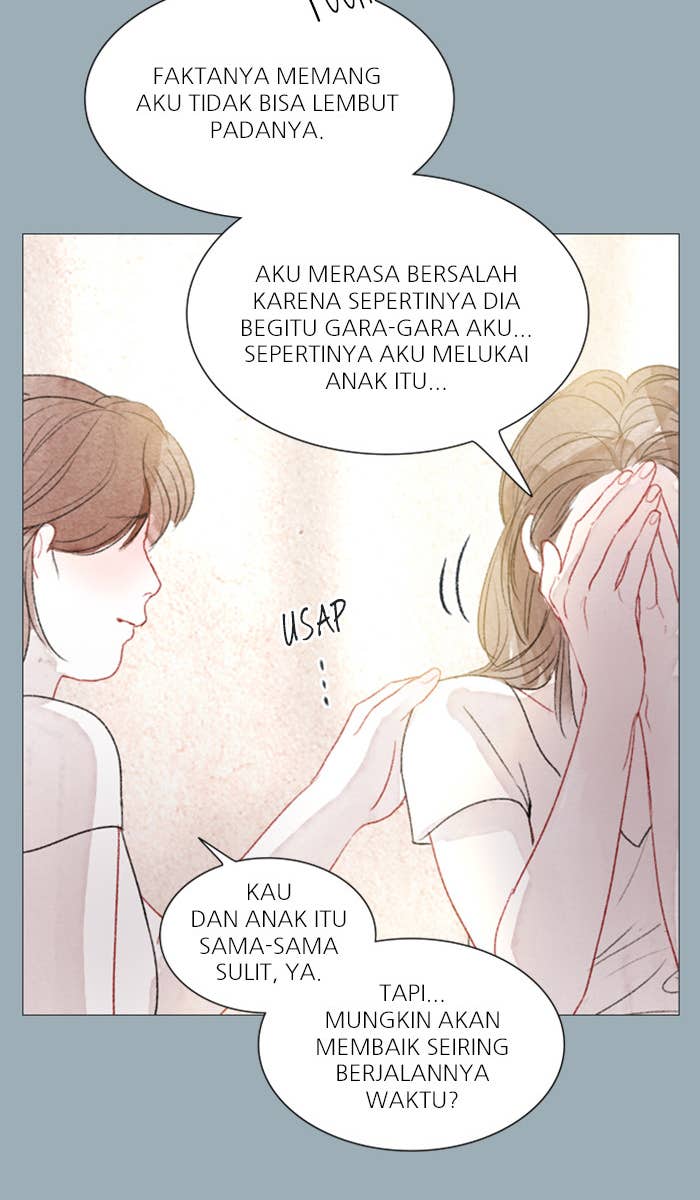 FAKTANYA MEMANG
AKU TIDAK BISA LEMBUT
PADANYA.
AKU MERASA BERSALAH
KARENA SEPERTINYA DIA
BEGITU GARA-GARA AKU...
SEPERTINYA AKU MELUKAI
ANAK ITU...
USAP
...
KAU
DAN ANAK ITU
SAMA-SAMA
SULIT, YA.
TAPI...
MUNGKIN AKAN
MEMBAIK SEIRING
BERJALANNYA
WAKTU?